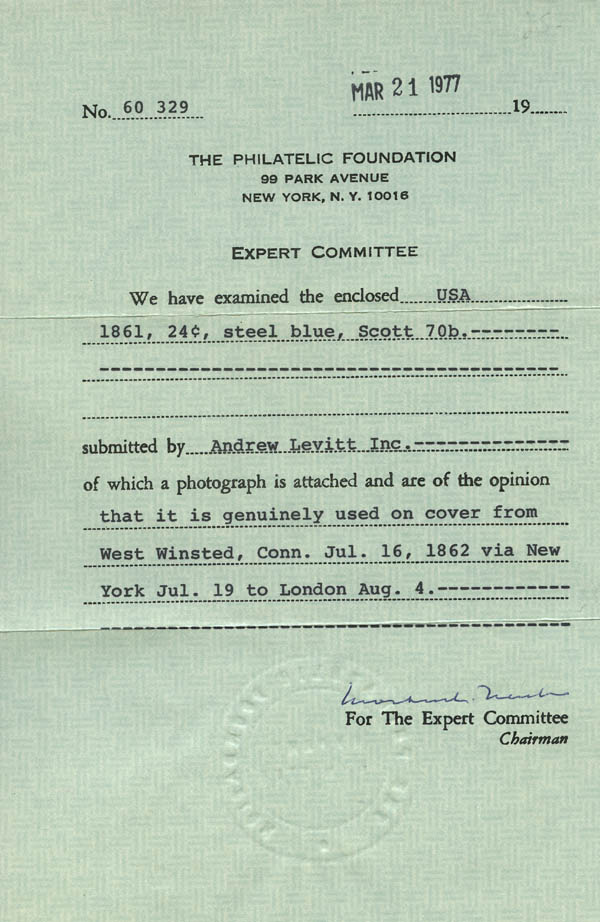 No. 60 329
MAR 21 1977
19
THE PHILATELIC FOUNDATION
99 PARK AVENUE
NEW YORK, N. Y. 10016
EXPERT COMMITTEE
We have examined the enclosed USA
1861, 24¢, steel blue, Scott 70b.--------
submitted by Andrew Levitt Inc.--------------
of which a photograph is attached and are of the opinion
that it is genuinely used on cover from
West Winsted, Conn. Jul. 16, 1862 via New
York Jul. 19 to London Aug. 4.------------
For The Expert Committee
Chairman